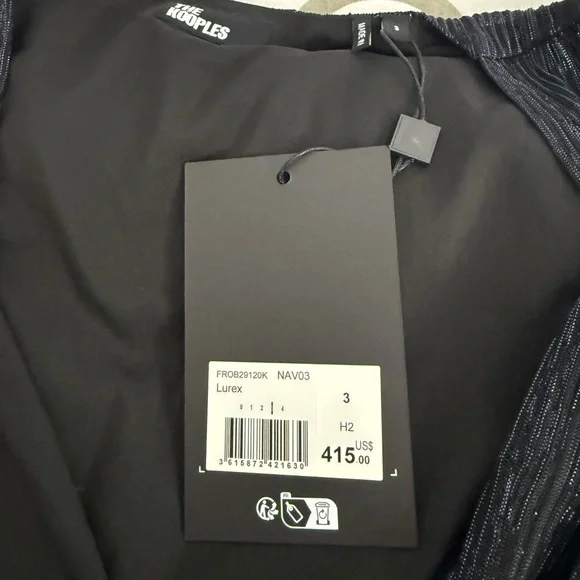 THE
KOOPLES
FROB29120K NAV03
Lurex
0 1 2 4
3
H2
3 615872 421630
US$
415.00